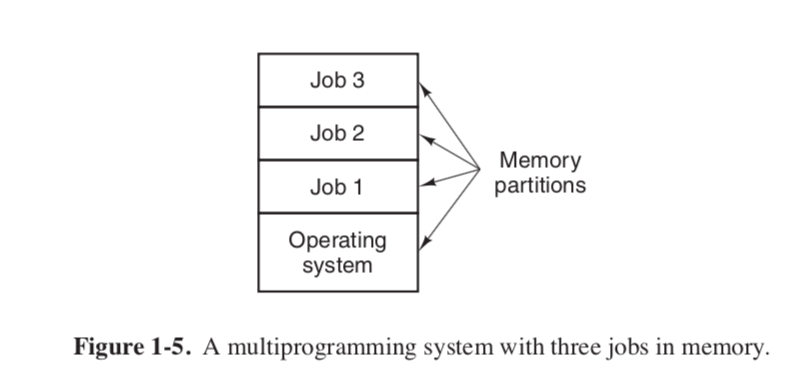 Job 3
Job 2
Job 1
Operating
system
Memory
partitions
Figure 1-5. A multiprogramming system with three jobs in memory.